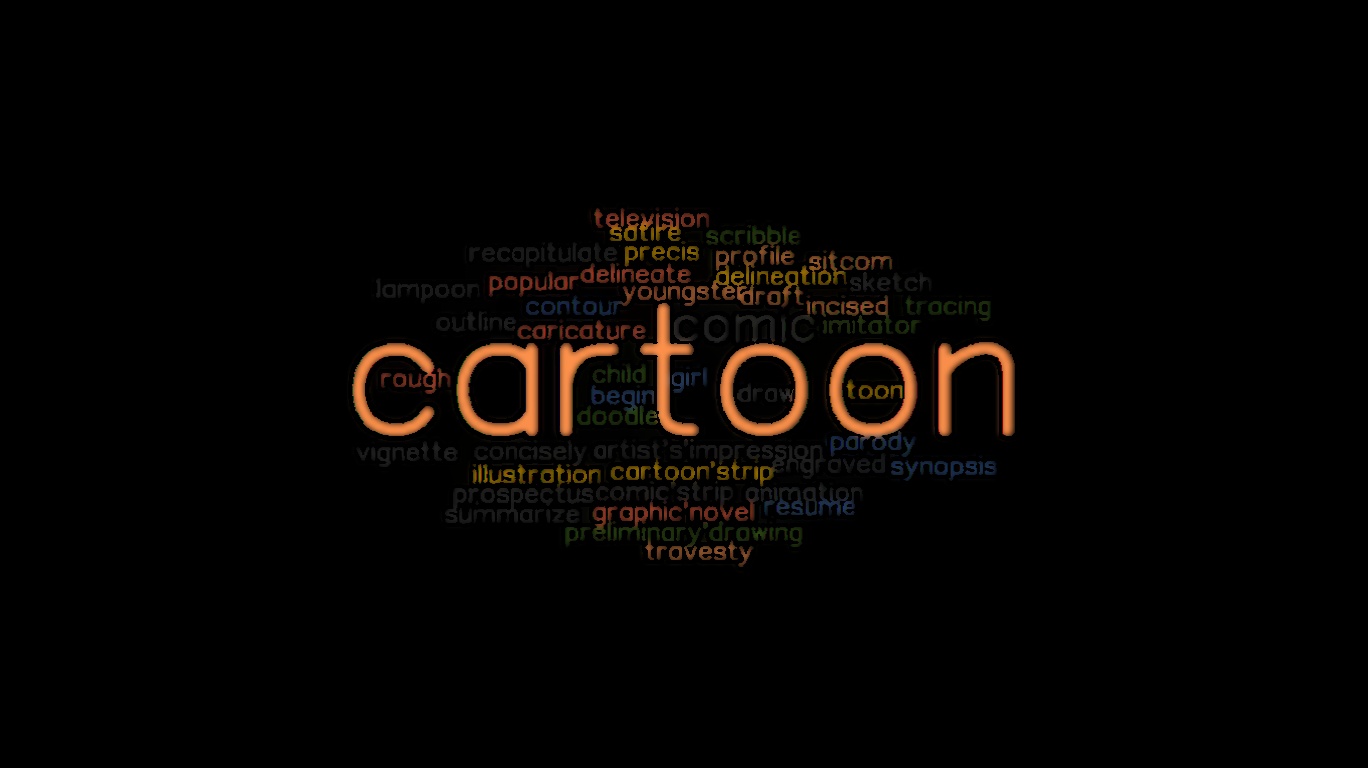 television
satire scribble
recapitulate precis profile sitcom
lampoon popular delineate delineation sketch
youngster draft
contour incised tracing
outline caricature comic imitator
cartoon
rough child girl
begin draw toon
doodle
vignette concisely artist's'impression parody
illustration cartoon'strip engraved synopsis
prospectus comic'strip animation
summarize graphic'novel resume
preliminary'drawing
travesty